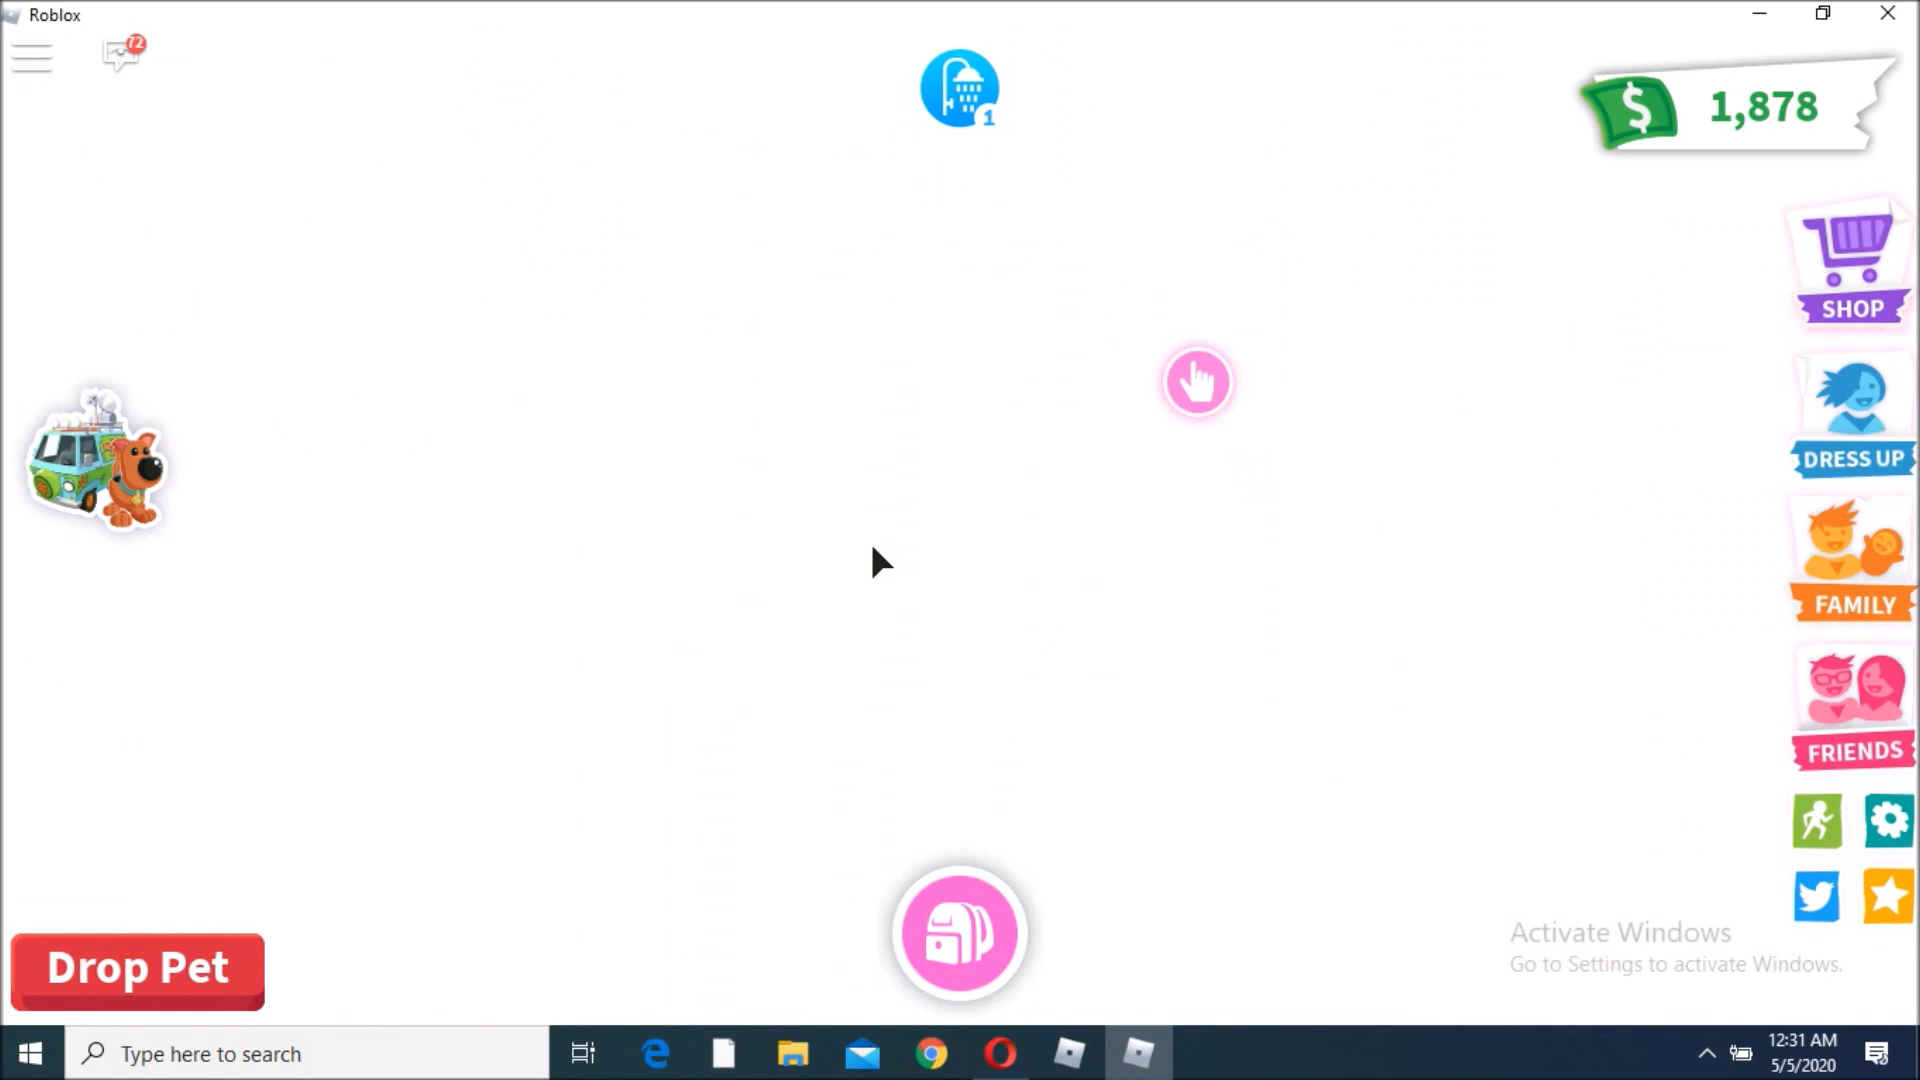 Roblox
72
1
$ 1,878
SHOP
DRESS UP
FAMILY
FRIENDS
Drop Pet
Activate Windows
Go to Settings to activate Windows.
Type here to search
12:31 AM
5/5/2020